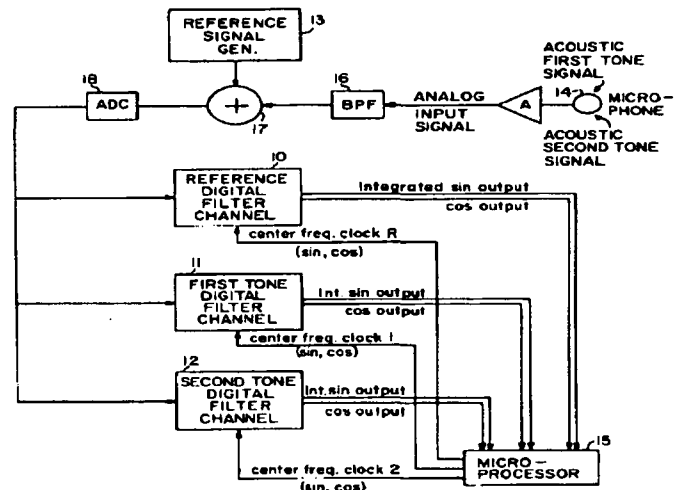 REFERENCE
SIGNAL
GEN.
13
18
ADC
+
17
16
BPF
ANALOG
INPUT
SIGNAL
A
ACOUSTIC
FIRST TONE
SIGNAL
14
MICRO-
PHONE
ACOUSTIC
SECOND TONE
SIGNAL
10
REFERENCE
DIGITAL
FILTER
CHANNEL
Integrated sin output
cos output
center freq. clock R
(sin, cos)
11
FIRST TONE
DIGITAL
FILTER
CHANNEL
Int. sin output
cos output
center freq. clock 1
(sin, cos)
12
SECOND TONE
DIGITAL
FILTER
CHANNEL
Int. sin output
cos output
center freq. clock 2
(sin, cos)
15
MICRO-
PROCESSOR